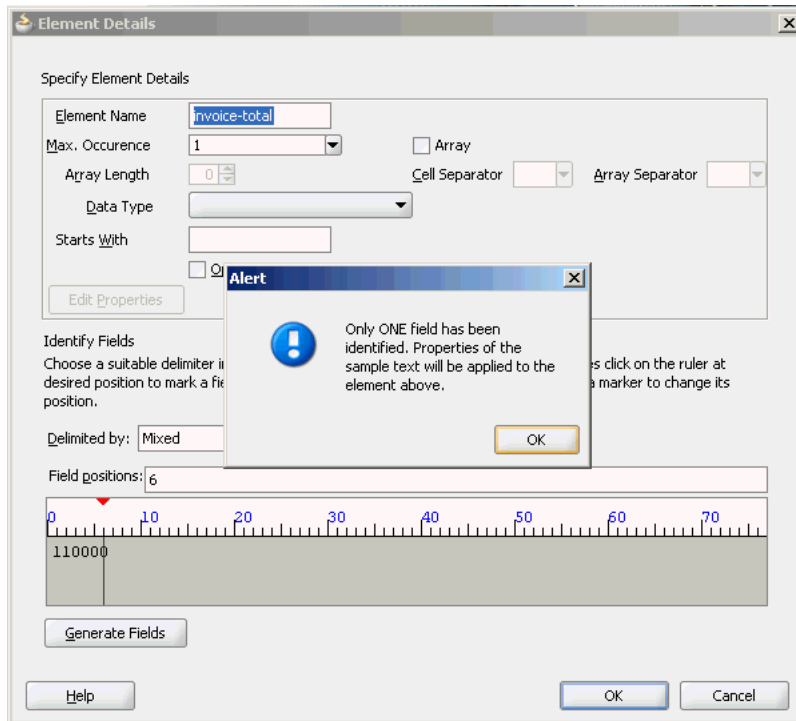 Element Details
Specify Element Details
Element Name invoice-total
Max. Occurence 1 Array
Array Length 0 Cell Separator Array Separator
Data Type
Starts With
Alert
Edit Properties
Only ONE field has been
identified. Properties of the
sample text will be applied to the
element above.
OK
Identify Fields
Choose a suitable delimiter click on the ruler at
desired position to mark a marker to change its
position.
Delimited by: Mixed
Field positions: 6
0 10 20 30 40 50 60 70
110000
Generate Fields
Help OK Cancel